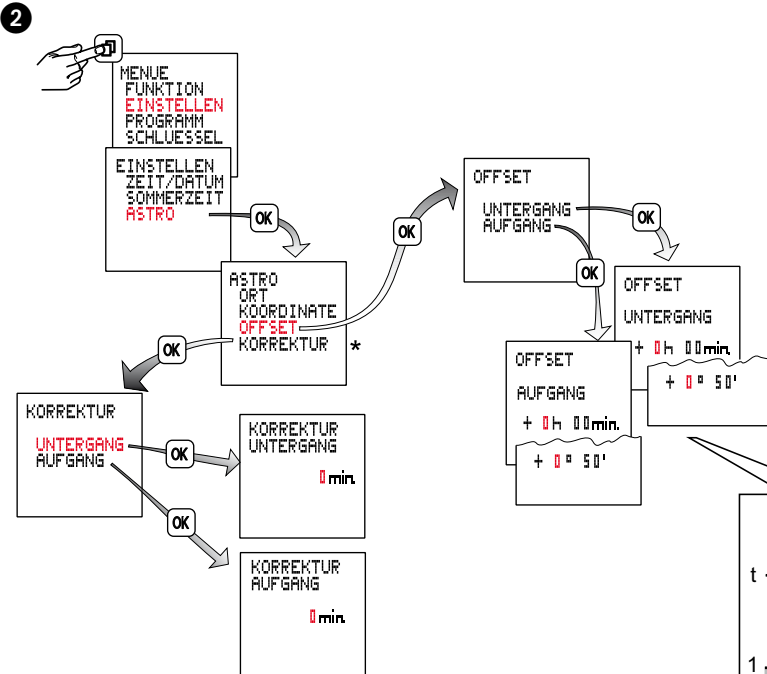 2
MENUE
FUNKTION
EINSTELLEN
PROGRAMM
SCHLUESSEL
EINSTELLEN
ZEIT/DATUM
SOMMERZEIT
ASTRO
OK
ASTRO
ORT
KOORDINATE
OFFSET
KORREKTUR *
OK
OFFSET
UNTERGANG
AUFGANG
OK
OK
OFFSET
UNTERGANG
+ 0h 00min.
+ 0° 50'
OFFSET
AUFGANG
+ 0h 00min.
+ 0° 50'
OK
KORREKTUR
UNTERGANG
AUFGANG
OK
OK
KORREKTUR
UNTERGANG
0min.
KORREKTUR
AUFGANG
0min.
t
1